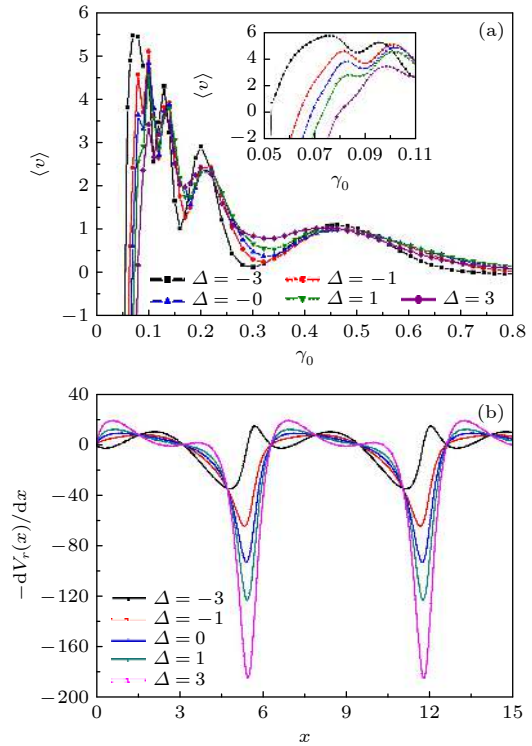 (a)
6
5
4
3
2
1
0
−1
⟨v⟩
6
4
2
0
−2
⟨v⟩
0.05 0.07 0.09 0.11
γ0
Δ = −3 Δ = −1
Δ = −0 Δ = 1 Δ = 3
0 0.1 0.2 0.3 0.4 0.5 0.6 0.7 0.8
γ0
(b)
40
0
−40
−80
−120
−160
−200
−dVr(x)/dx
Δ = −3
Δ = −1
Δ = 0
Δ = 1
Δ = 3
0 3 6 9 12 15
x